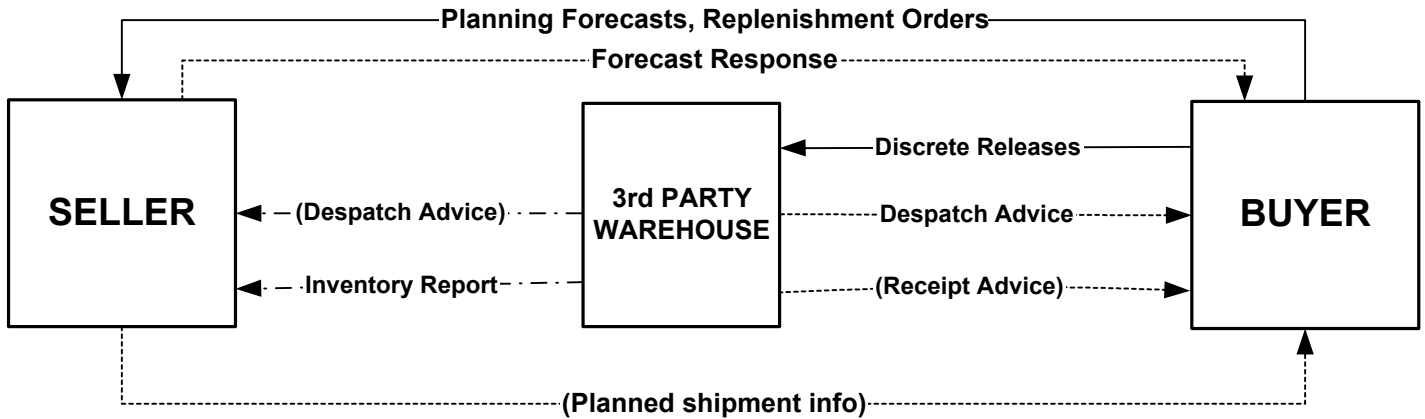 Planning Forecasts, Replenishment Orders
Forecast Response
SELLER
3rd PARTY
WAREHOUSE
BUYER
Discrete Releases
(Despatch Advice)
Despatch Advice
Inventory Report
(Receipt Advice)
(Planned shipment info)